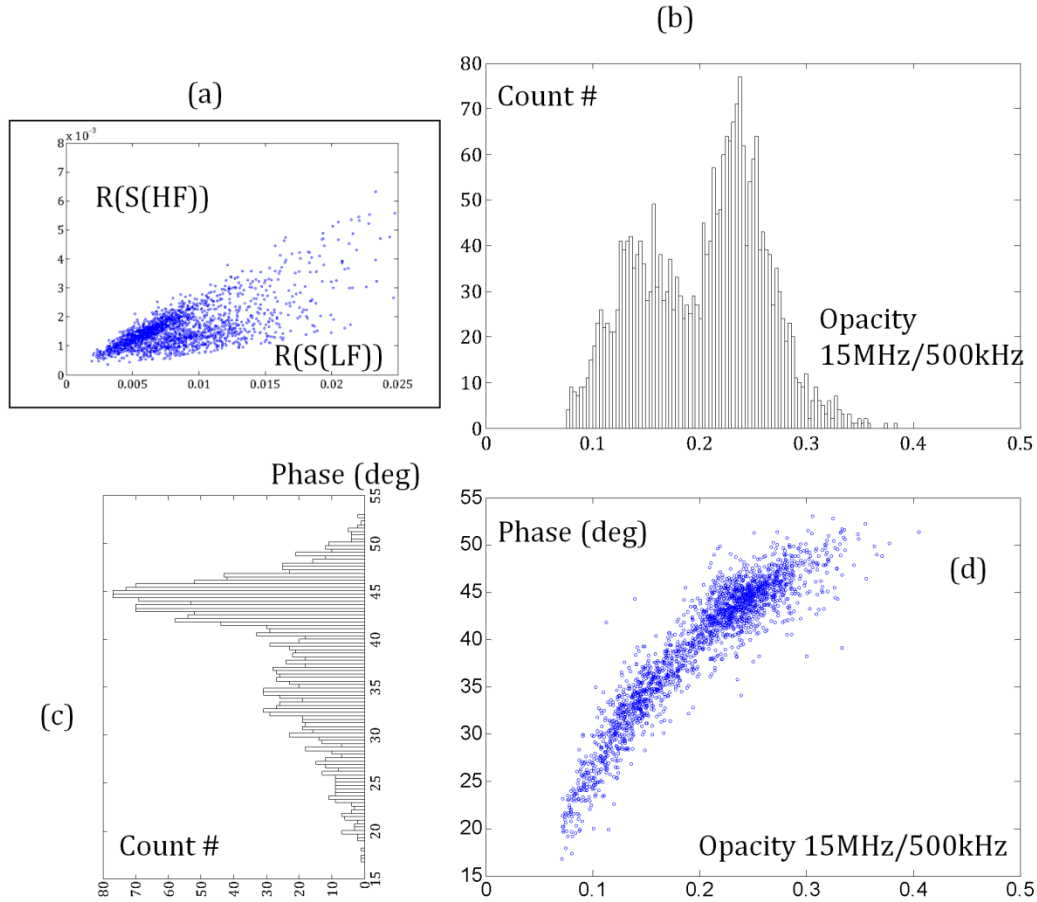 (a)
x 10⁻³
8
7
6
5
4
3
2
1
0
R(S(HF))
R(S(LF))
0 0.005 0.01 0.015 0.02 0.025
(b)
80
70
60
50
40
30
20
10
0
Count #
Opacity
15MHz/500kHz
0 0.1 0.2 0.3 0.4 0.5
(c)
Phase (deg)
55
50
45
40
35
30
25
20
15
Count #
80 70 60 50 40 30 20 10 0
55
50
45
40
35
30
25
20
15
Phase (deg)
(d)
Opacity 15MHz/500kHz
0 0.1 0.2 0.3 0.4 0.5